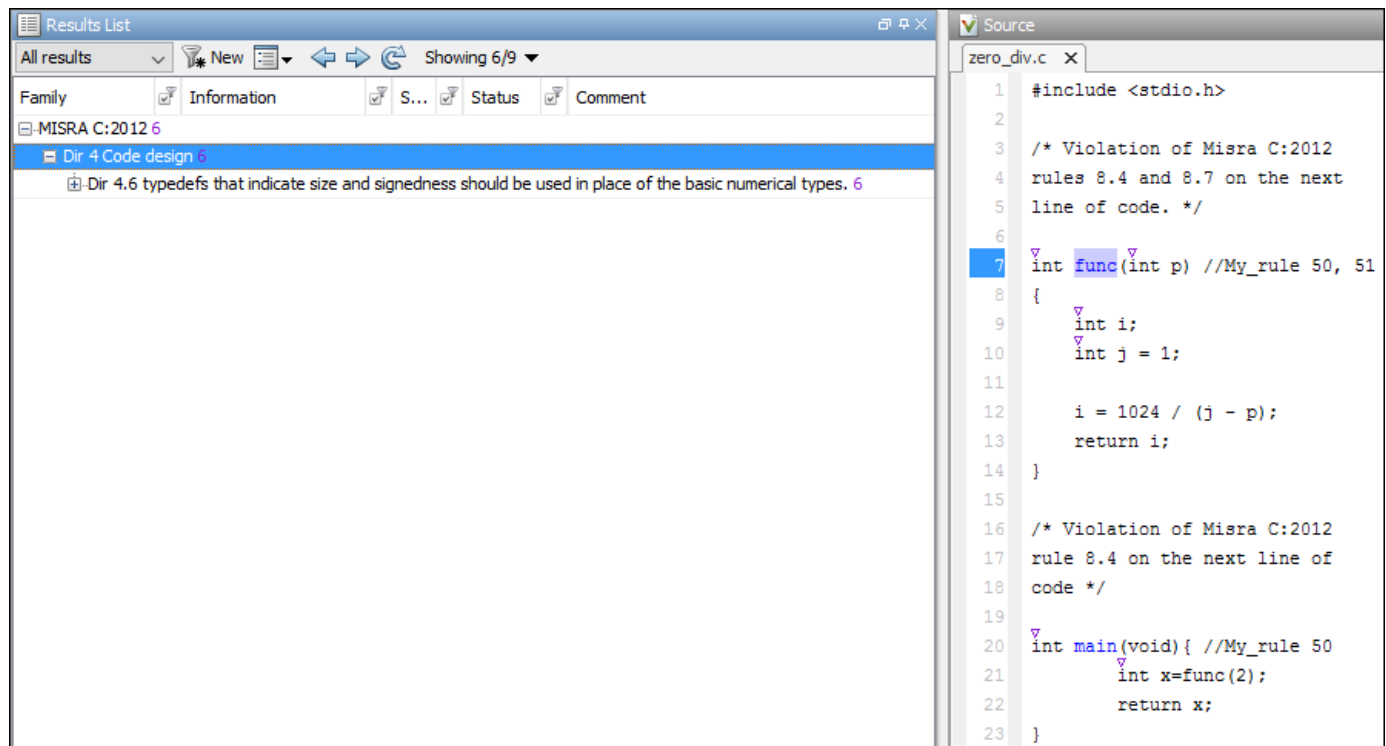 Results List
All results New Showing 6/9
Family Information S... Status Comment
MISRA C:2012 6
Dir 4 Code design 6
Dir 4.6 typedefs that indicate size and signedness should be used in place of the basic numerical types. 6
Source
zero_div.c X
1 #include <stdio.h>
2
3 /* Violation of Misra C:2012
4 rules 8.4 and 8.7 on the next
5 line of code. */
6
7 int func(int p) //My_rule 50, 51
8 {
9 int i;
10 int j = 1;
11
12 i = 1024 / (j - p);
13 return i;
14 }
15
16 /* Violation of Misra C:2012
17 rule 8.4 on the next line of
18 code */
19
20 int main(void){ //My_rule 50
21 int x=func(2);
22 return x;
23 }